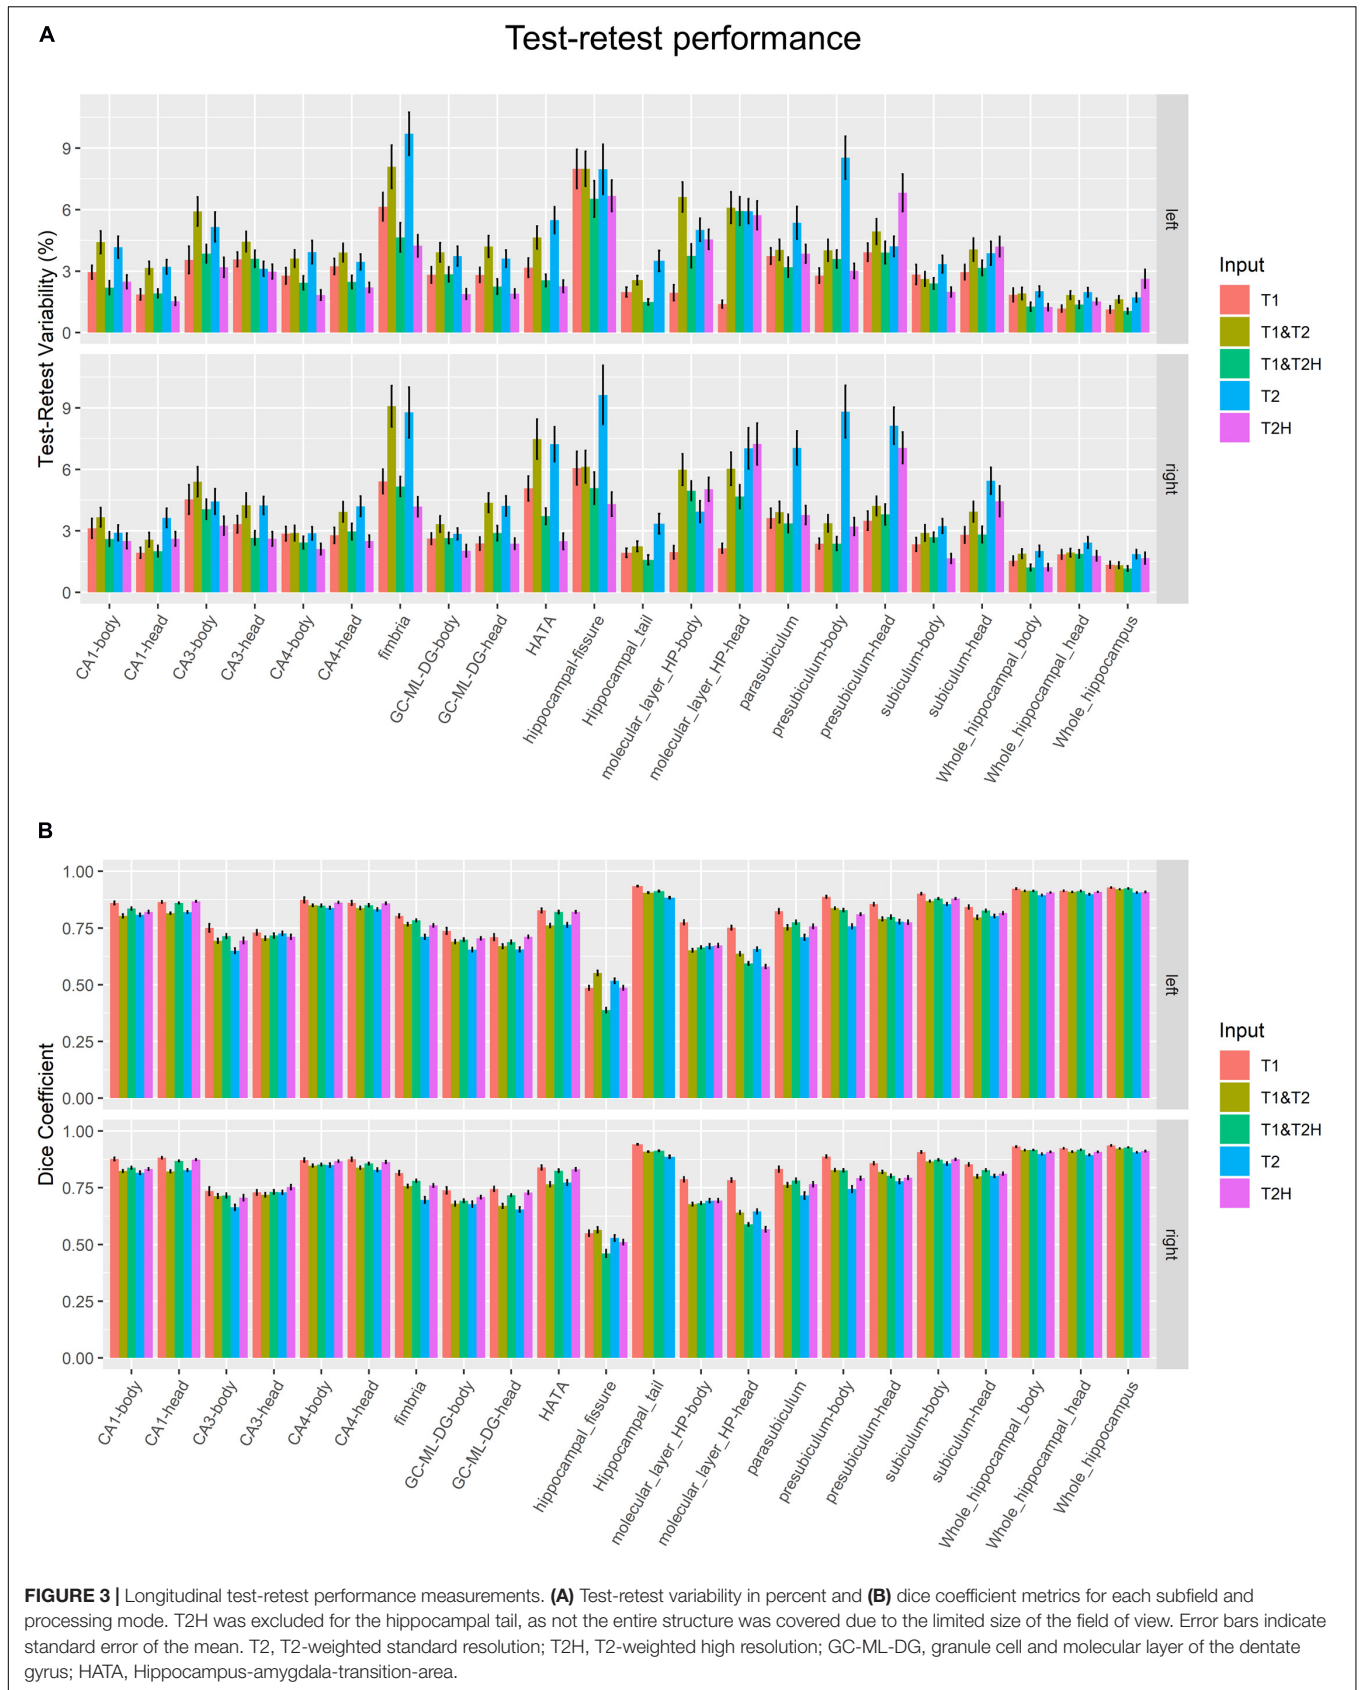 A
Test-retest performance
Test-Retest Variability (%)
9
6
3
0
left
9
6
3
0
right
CA1-body
CA1-head
CA3-body
CA3-head
CA4-body
CA4-head
fimbria
GC-ML-DG-body
GC-ML-DG-head
HATA
hippocampal-fissure
Hippocampal_tail
molecular_layer_HP-body
molecular_layer_HP-head
parasubiculum
presubiculum-body
presubiculum-head
subiculum-body
subiculum-head
Whole_hippocampal_body
Whole_hippocampal_head
Whole_hippocampus
Input
T1
T1&T2
T1&T2H
T2
T2H
B
Dice Coefficient
1.00
0.75
0.50
0.25
0.00
left
1.00
0.75
0.50
0.25
0.00
right
CA1-body
CA1-head
CA3-body
CA3-head
CA4-body
CA4-head
fimbria
GC-ML-DG-body
GC-ML-DG-head
HATA
hippocampal_fissure
Hippocampal_tail
molecular_layer_HP-body
molecular_layer_HP-head
parasubiculum
presubiculum-body
presubiculum-head
subiculum-body
subiculum-head
Whole_hippocampal_body
Whole_hippocampal_head
Whole_hippocampus
Input
T1
T1&T2
T1&T2H
T2
T2H
FIGURE 3 | Longitudinal test-retest performance measurements. (A) Test-retest variability in percent and (B) dice coefficient metrics for each subfield and
processing mode. T2H was excluded for the hippocampal tail, as not the entire structure was covered due to the limited size of the field of view. Error bars indicate
standard error of the mean. T2, T2-weighted standard resolution; T2H, T2-weighted high resolution; GC-ML-DG, granule cell and molecular layer of the dentate
gyrus; HATA, Hippocampus-amygdala-transition-area.